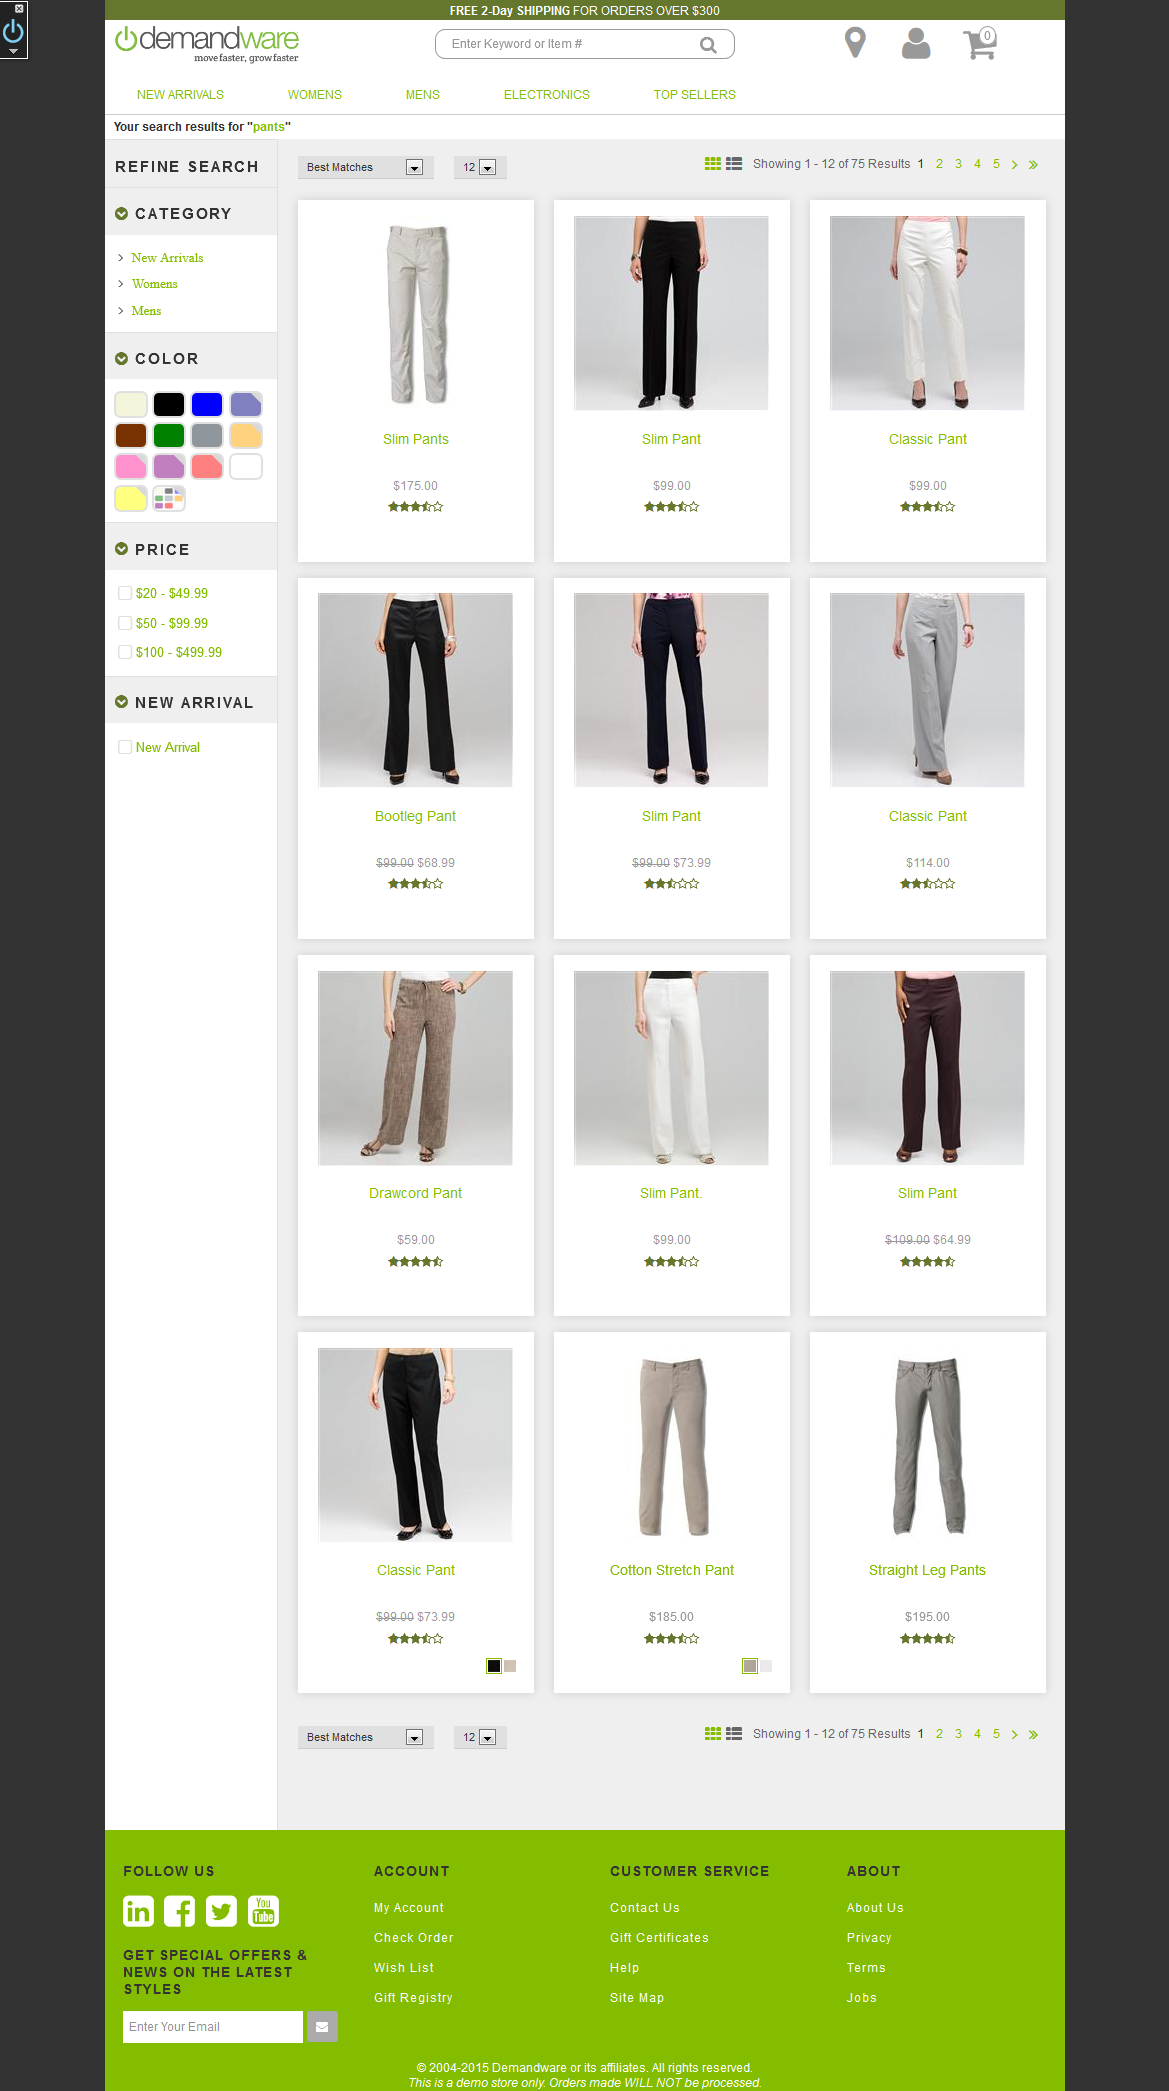 FREE 2-Day SHIPPING FOR ORDERS OVER $300
demandware
move faster, grow faster
Enter Keyword or Item #
0
NEW ARRIVALS
WOMENS
MENS
ELECTRONICS
TOP SELLERS
Your search results for "pants"
REFINE SEARCH
CATEGORY
New Arrivals
Womens
Mens
COLOR
PRICE
$20 - $49.99
$50 - $99.99
$100 - $499.99
NEW ARRIVAL
New Arrival
Best Matches
12
Showing 1 - 12 of 75 Results 1 2 3 4 5
Slim Pants
$175.00
Slim Pant
$99.00
Classic Pant
$99.00
Bootleg Pant
$99.00 $68.99
Slim Pant
$99.00 $73.99
Classic Pant
$114.00
Drawcord Pant
$59.00
Slim Pant.
$99.00
Slim Pant
$109.00 $64.99
Classic Pant
$99.00 $73.99
Cotton Stretch Pant
$185.00
Straight Leg Pants
$195.00
Best Matches
12
Showing 1 - 12 of 75 Results 1 2 3 4 5
FOLLOW US
in
You
Tube
GET SPECIAL OFFERS &
NEWS ON THE LATEST
STYLES
Enter Your Email
ACCOUNT
My Account
Check Order
Wish List
Gift Registry
CUSTOMER SERVICE
Contact Us
Gift Certificates
Help
Site Map
ABOUT
About Us
Privacy
Terms
Jobs
© 2004-2015 Demandware or its affiliates. All rights reserved.
This is a demo store only. Orders made WILL NOT be processed.